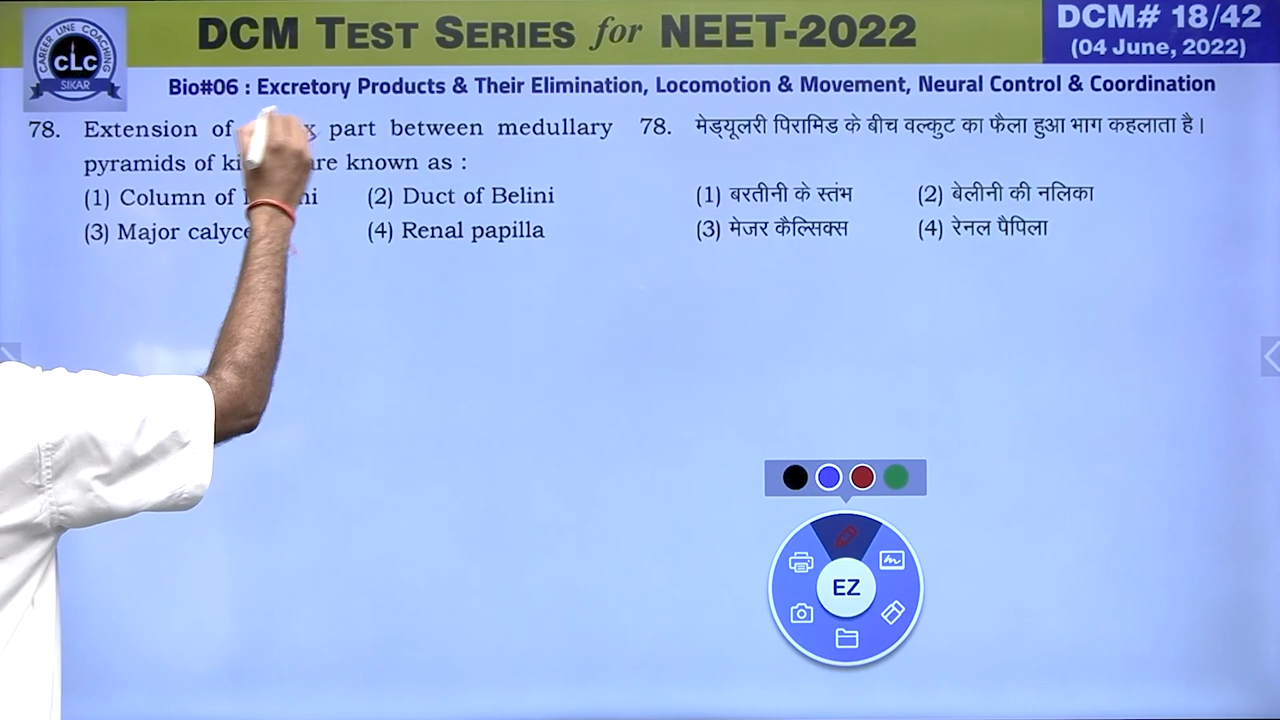 DCM TEST SERIES for NEET-2022
DCM# 18/42
(04 June, 2022)
CAREER LINE COACHING
CLC
SIKAR
Bio#06 : Excretory Products & Their Elimination, Locomotion & Movement, Neural Control & Coordination
78. Extension of part between medullary
pyramids of are known as :
(1) Column of (2) Duct of Belini
(3) Major (4) Renal papilla
78. मेड्यूलरी पिरामिड के बीच वल्कुट का फैला हुआ भाग कहलाता है।
(1) बरतीनी के स्तंभ (2) बेलीनी की नलिका
(3) मेजर कैल्सिक्स (4) रेनल पैपिला
EZ